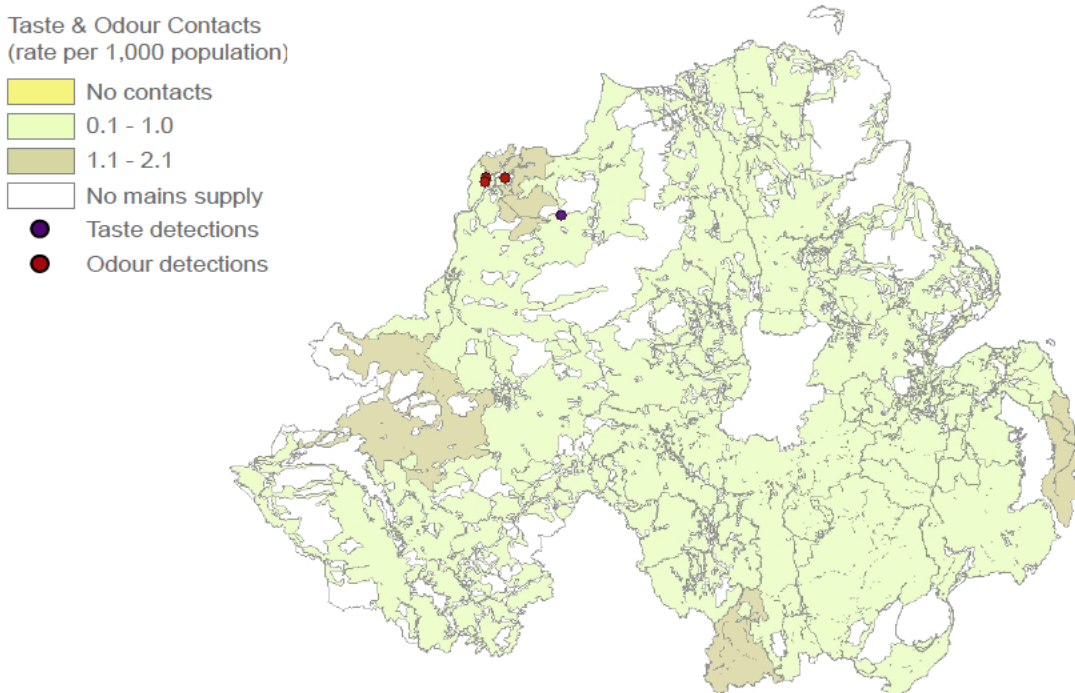 Taste & Odour Contacts
(rate per 1,000 population)
No contacts
0.1 - 1.0
1.1 - 2.1
No mains supply
Taste detections
Odour detections